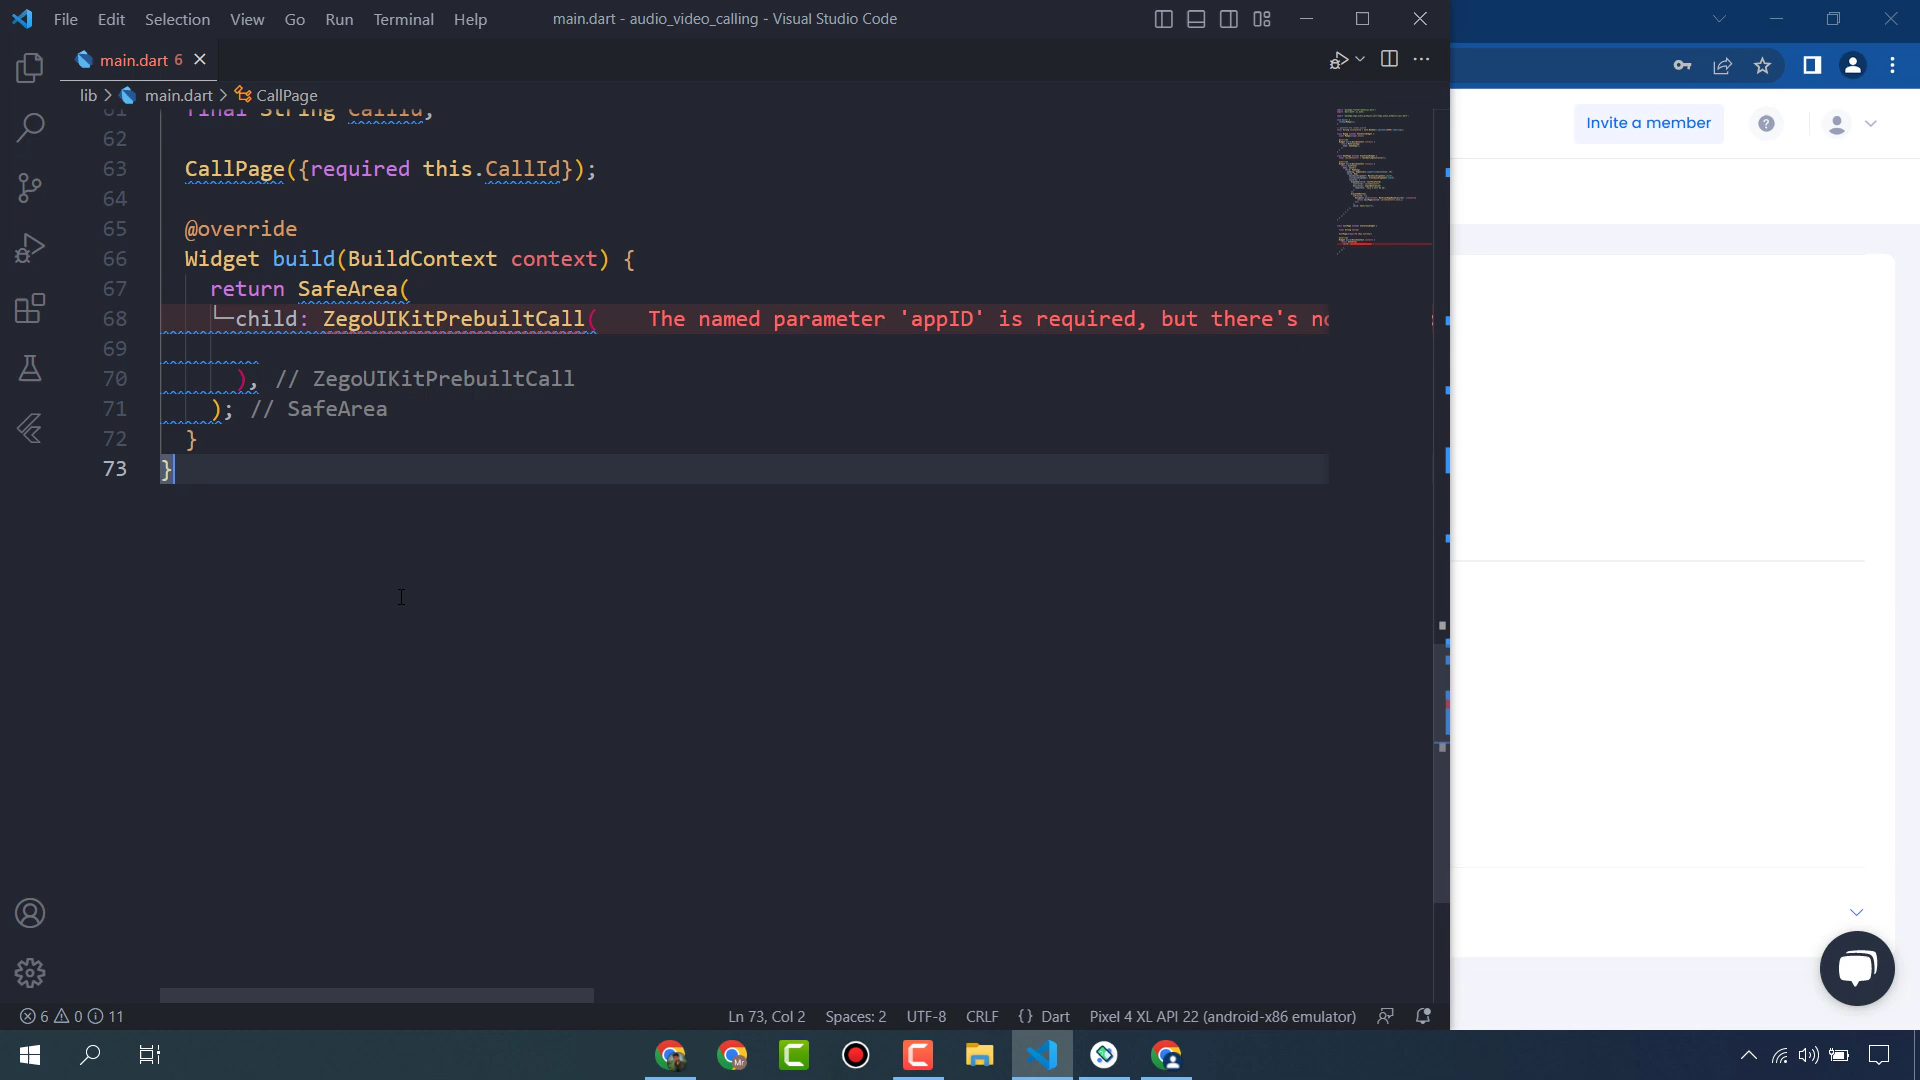 File Edit Selection View Go Run Terminal Help main.dart - audio_video_calling - Visual Studio Code
main.dart 6
lib > main.dart > CallPage
61 final String CallId;
62
63 CallPage({required this.CallId});
64
65 @override
66 Widget build(BuildContext context) {
67 return SafeArea(
68 child: ZegoUIKitPrebuiltCall( The named parameter 'appID' is required, but there's no
69
70 ), // ZegoUIKitPrebuiltCall
71 ); // SafeArea
72 }
73 }
Invite a member
6 0 11 Ln 73, Col 2 Spaces: 2 UTF-8 CRLF {} Dart Pixel 4 XL API 22 (android-x86 emulator)